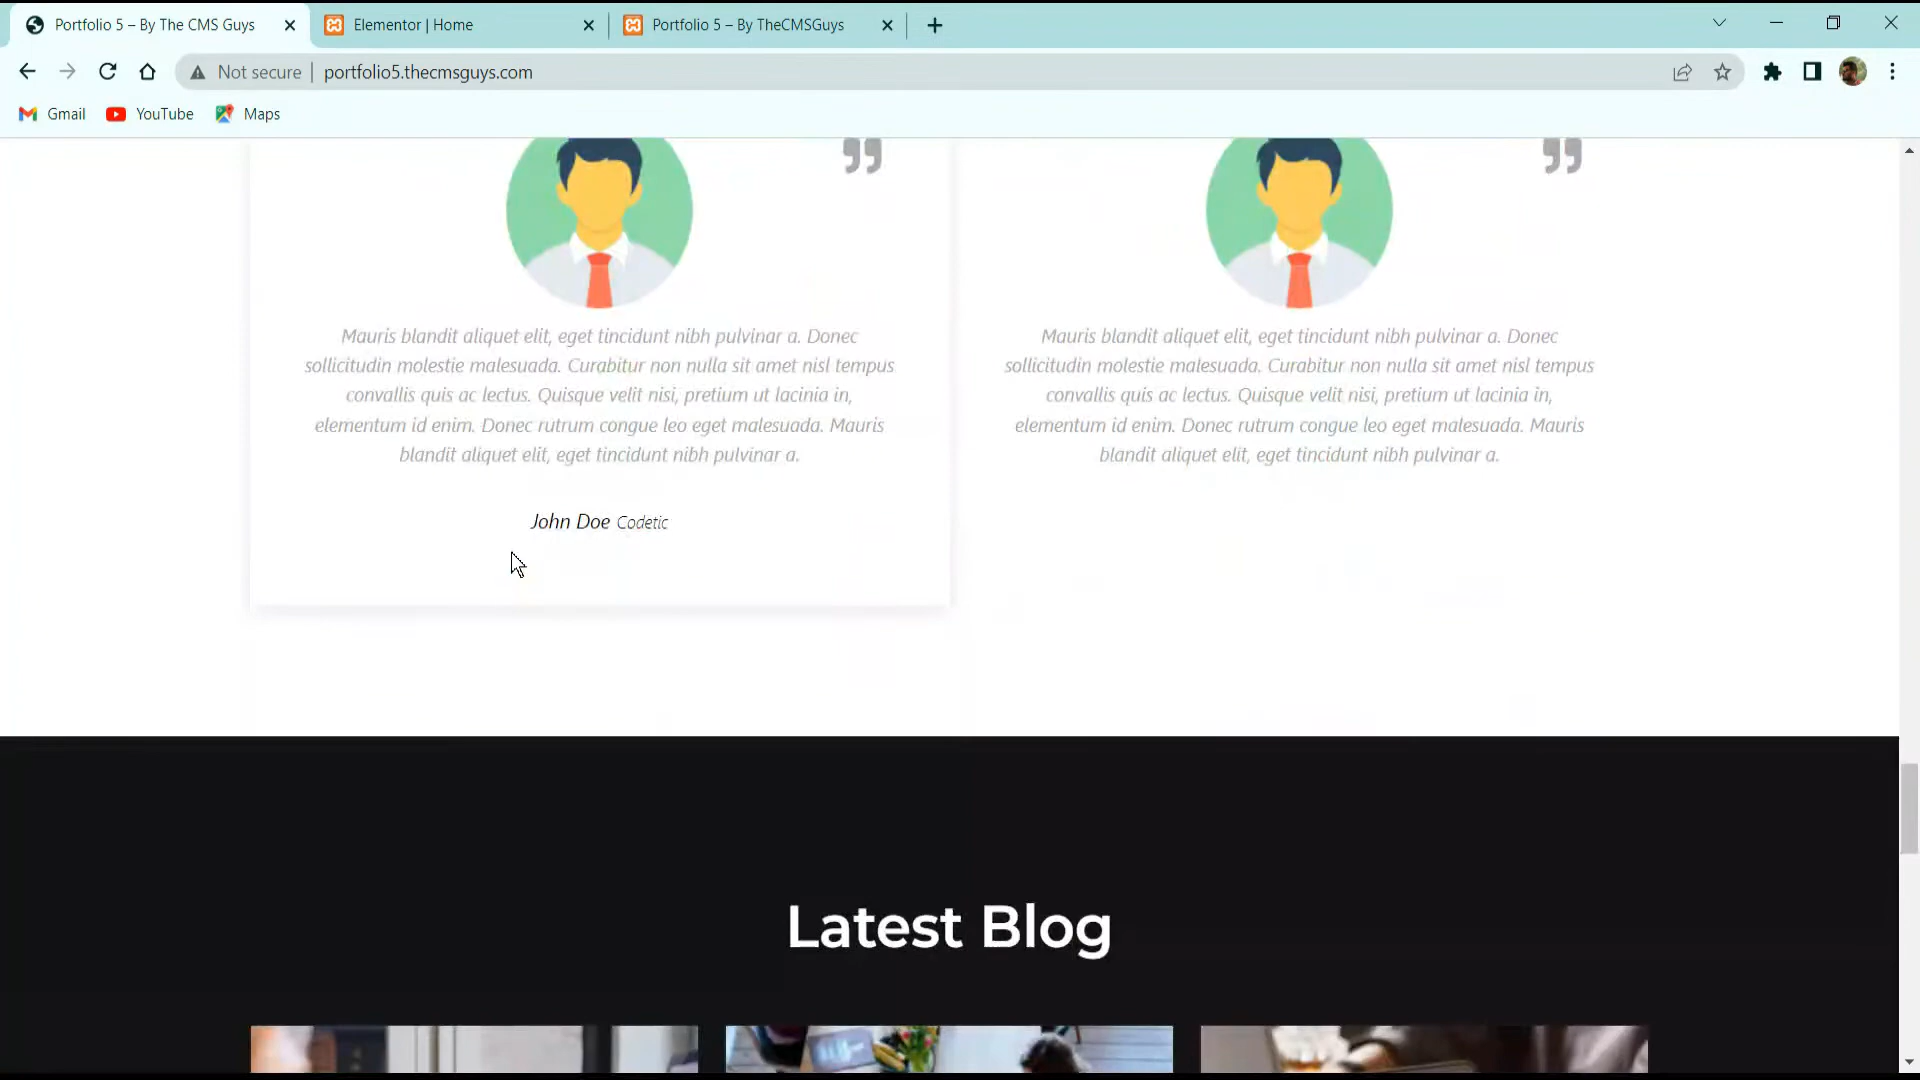 Portfolio 5 – By The CMS Guys
Elementor | Home
Portfolio 5 – By TheCMSGuys
Not secure
portfolio5.thecmsguys.com
Gmail
YouTube
Maps
Mauris blandit aliquet elit, eget tincidunt nibh pulvinar a. Donec
sollicitudin molestie malesuada. Curabitur non nulla sit amet nisl tempus
convallis quis ac lectus. Quisque velit nisi, pretium ut lacinia in,
elementum id enim. Donec rutrum congue leo eget malesuada. Mauris
blandit aliquet elit, eget tincidunt nibh pulvinar a.
John Doe Codetic
Mauris blandit aliquet elit, eget tincidunt nibh pulvinar a. Donec
sollicitudin molestie malesuada. Curabitur non nulla sit amet nisl tempus
convallis quis ac lectus. Quisque velit nisi, pretium ut lacinia in,
elementum id enim. Donec rutrum congue leo eget malesuada. Mauris
blandit aliquet elit, eget tincidunt nibh pulvinar a.
Latest Blog